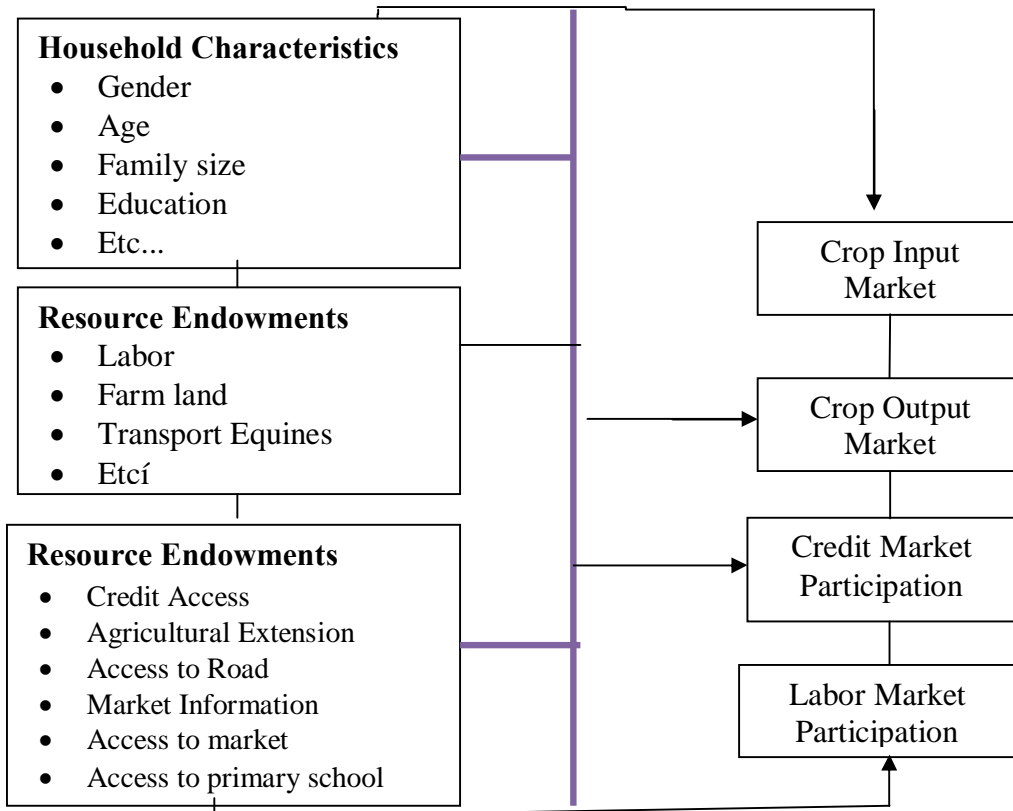 Household Characteristics
• Gender
• Age
• Family size
• Education
• Etc...
Resource Endowments
• Labor
• Farm land
• Transport Equines
• Etcí
Resource Endowments
• Credit Access
• Agricultural Extension
• Access to Road
• Market Information
• Access to market
• Access to primary school
Crop Input
Market
Crop Output
Market
Credit Market
Participation
Labor Market
Participation